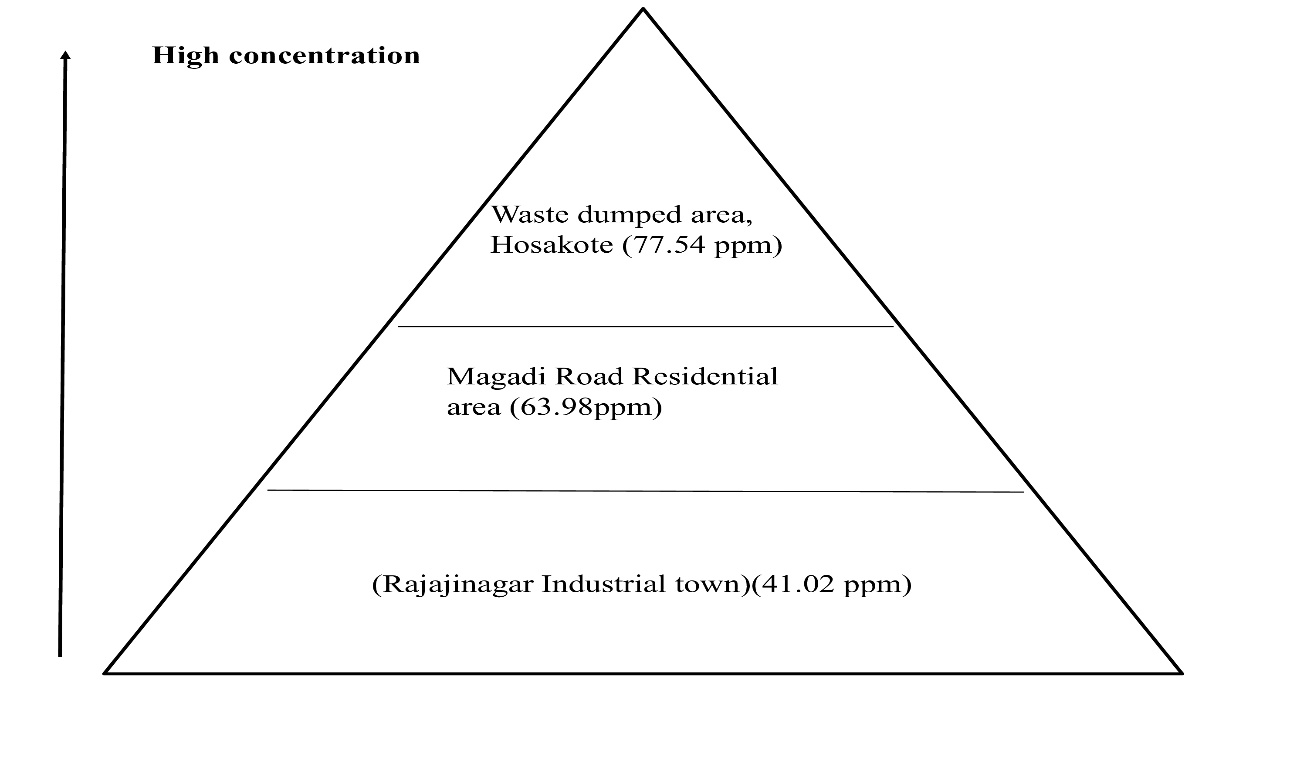 High concentration
Waste dumped area,
Hosakote (77.54 ppm)
Magadi Road Residential
area (63.98ppm)
(Rajajinagar Industrial town)(41.02 ppm)